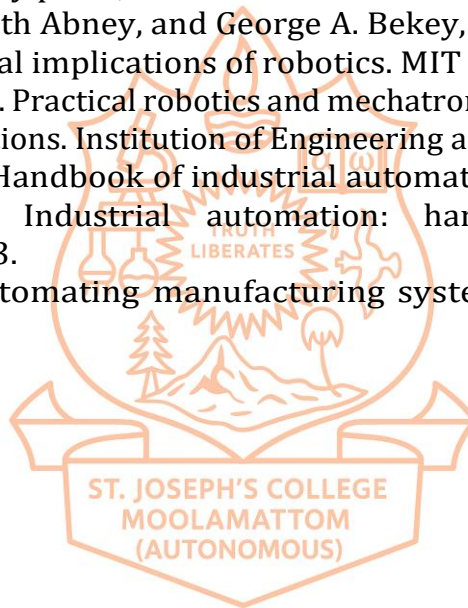 th Abney, and George A. Bekey,
al implications of robotics. MIT
. Practical robotics and mechatron
ions. Institution of Engineering a
Handbook of industrial automat
Industrial automation: han
3.
utomating manufacturing syste
α ω
TRUTH
LIBERATES
ST. JOSEPH'S COLLEGE
MOOLAMATTOM
(AUTONOMOUS)